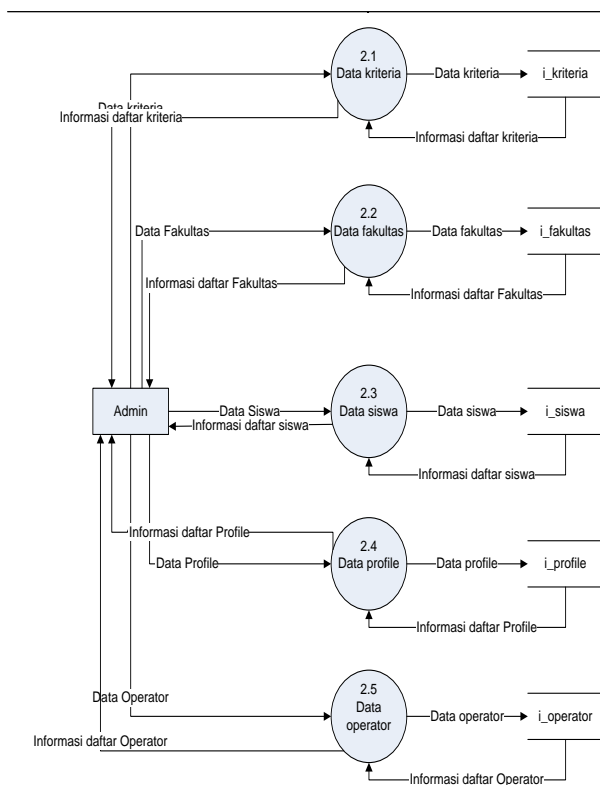 2.1
Data kriteria
Data kriteria
i_kriteria
Data kriteria
Informasi daftar kriteria
Informasi daftar kriteria
2.2
Data Fakultas
Data fakultas
Data fakultas
i_fakultas
Informasi daftar Fakultas
Informasi daftar Fakultas
2.3
Admin
Data Siswa
Data siswa
Data siswa
i_siswa
Informasi daftar siswa
Informasi daftar siswa
2.4
Informasi daftar Profile
Data Profile
Data profile
Data profile
i_profile
Informasi daftar Profile
2.5
Data Operator
Data
operator
Data operator
i_operator
Informasi daftar Operator
Informasi daftar Operator